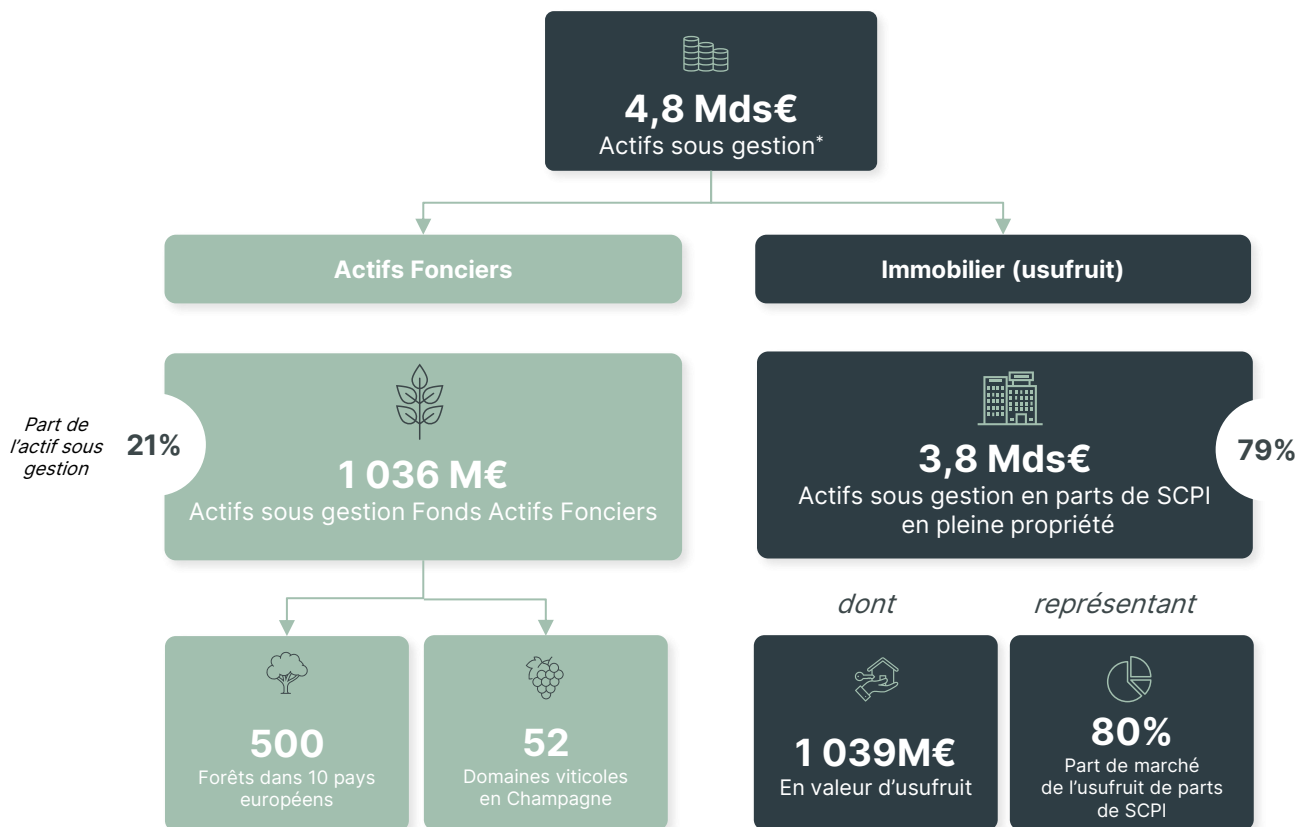 4,8 Mds€
Actifs sous gestion*
Actifs Fonciers
Immobilier (usufruit)
Part de
l'actif sous
gestion
21%
1 036 M€
Actifs sous gestion Fonds Actifs Fonciers
3,8 Mds€
Actifs sous gestion en parts de SCPI
en pleine propriété
79%
dont
représentant
500
Forêts dans 10 pays
européens
52
Domaines viticoles
en Champagne
1 039M€
En valeur d'usufruit
80%
Part de marché
de l'usufruit de parts
de SCPI